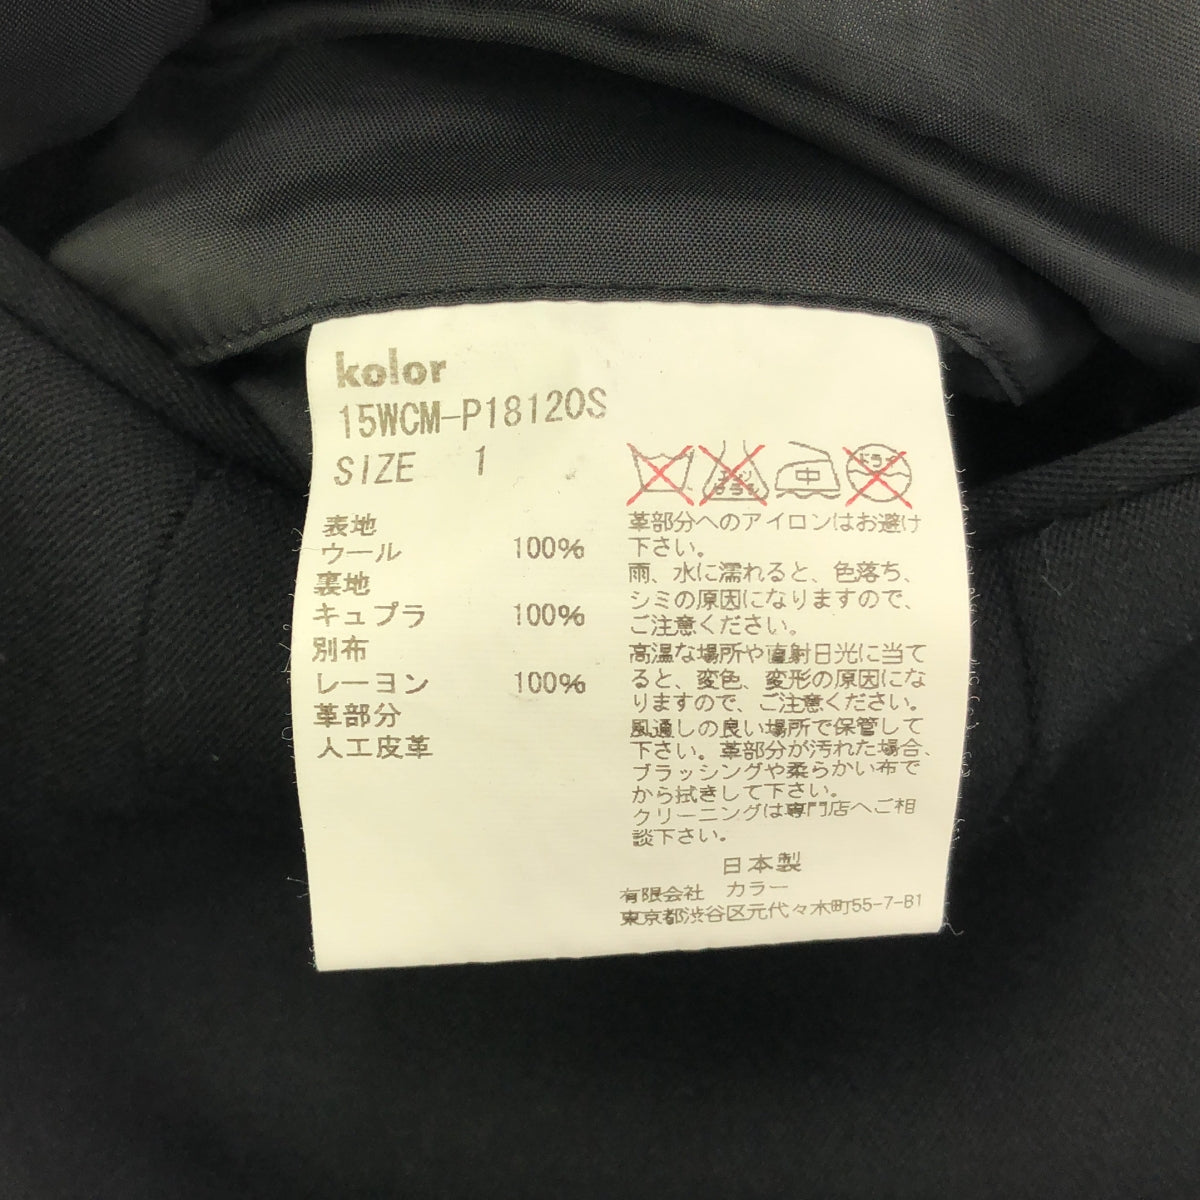 kolor
15WCM-P18120S
SIZE 1
表地
ウール 100%
裏地
キュプラ 100%
別布
レーヨン 100%
革部分
人工皮革
エンソ
サラシ
中
ドライ
革部分へのアイロンはお避け
下さい。
雨、水に濡れると、色落ち、
シミの原因になりますので、
ご注意ください。
高温な場所や直射日光に当て
ると、変色、変形の原因にな
りますので、ご注意ください。
風通しの良い場所で保管して
下さい。革部分が汚れた場合、
ブラッシングや柔らかい布で
から拭きして下さい。
クリーニングは専門店へご相
談下さい。
日本製
有限会社 カラー
東京都渋谷区元代々木町55-7-B1